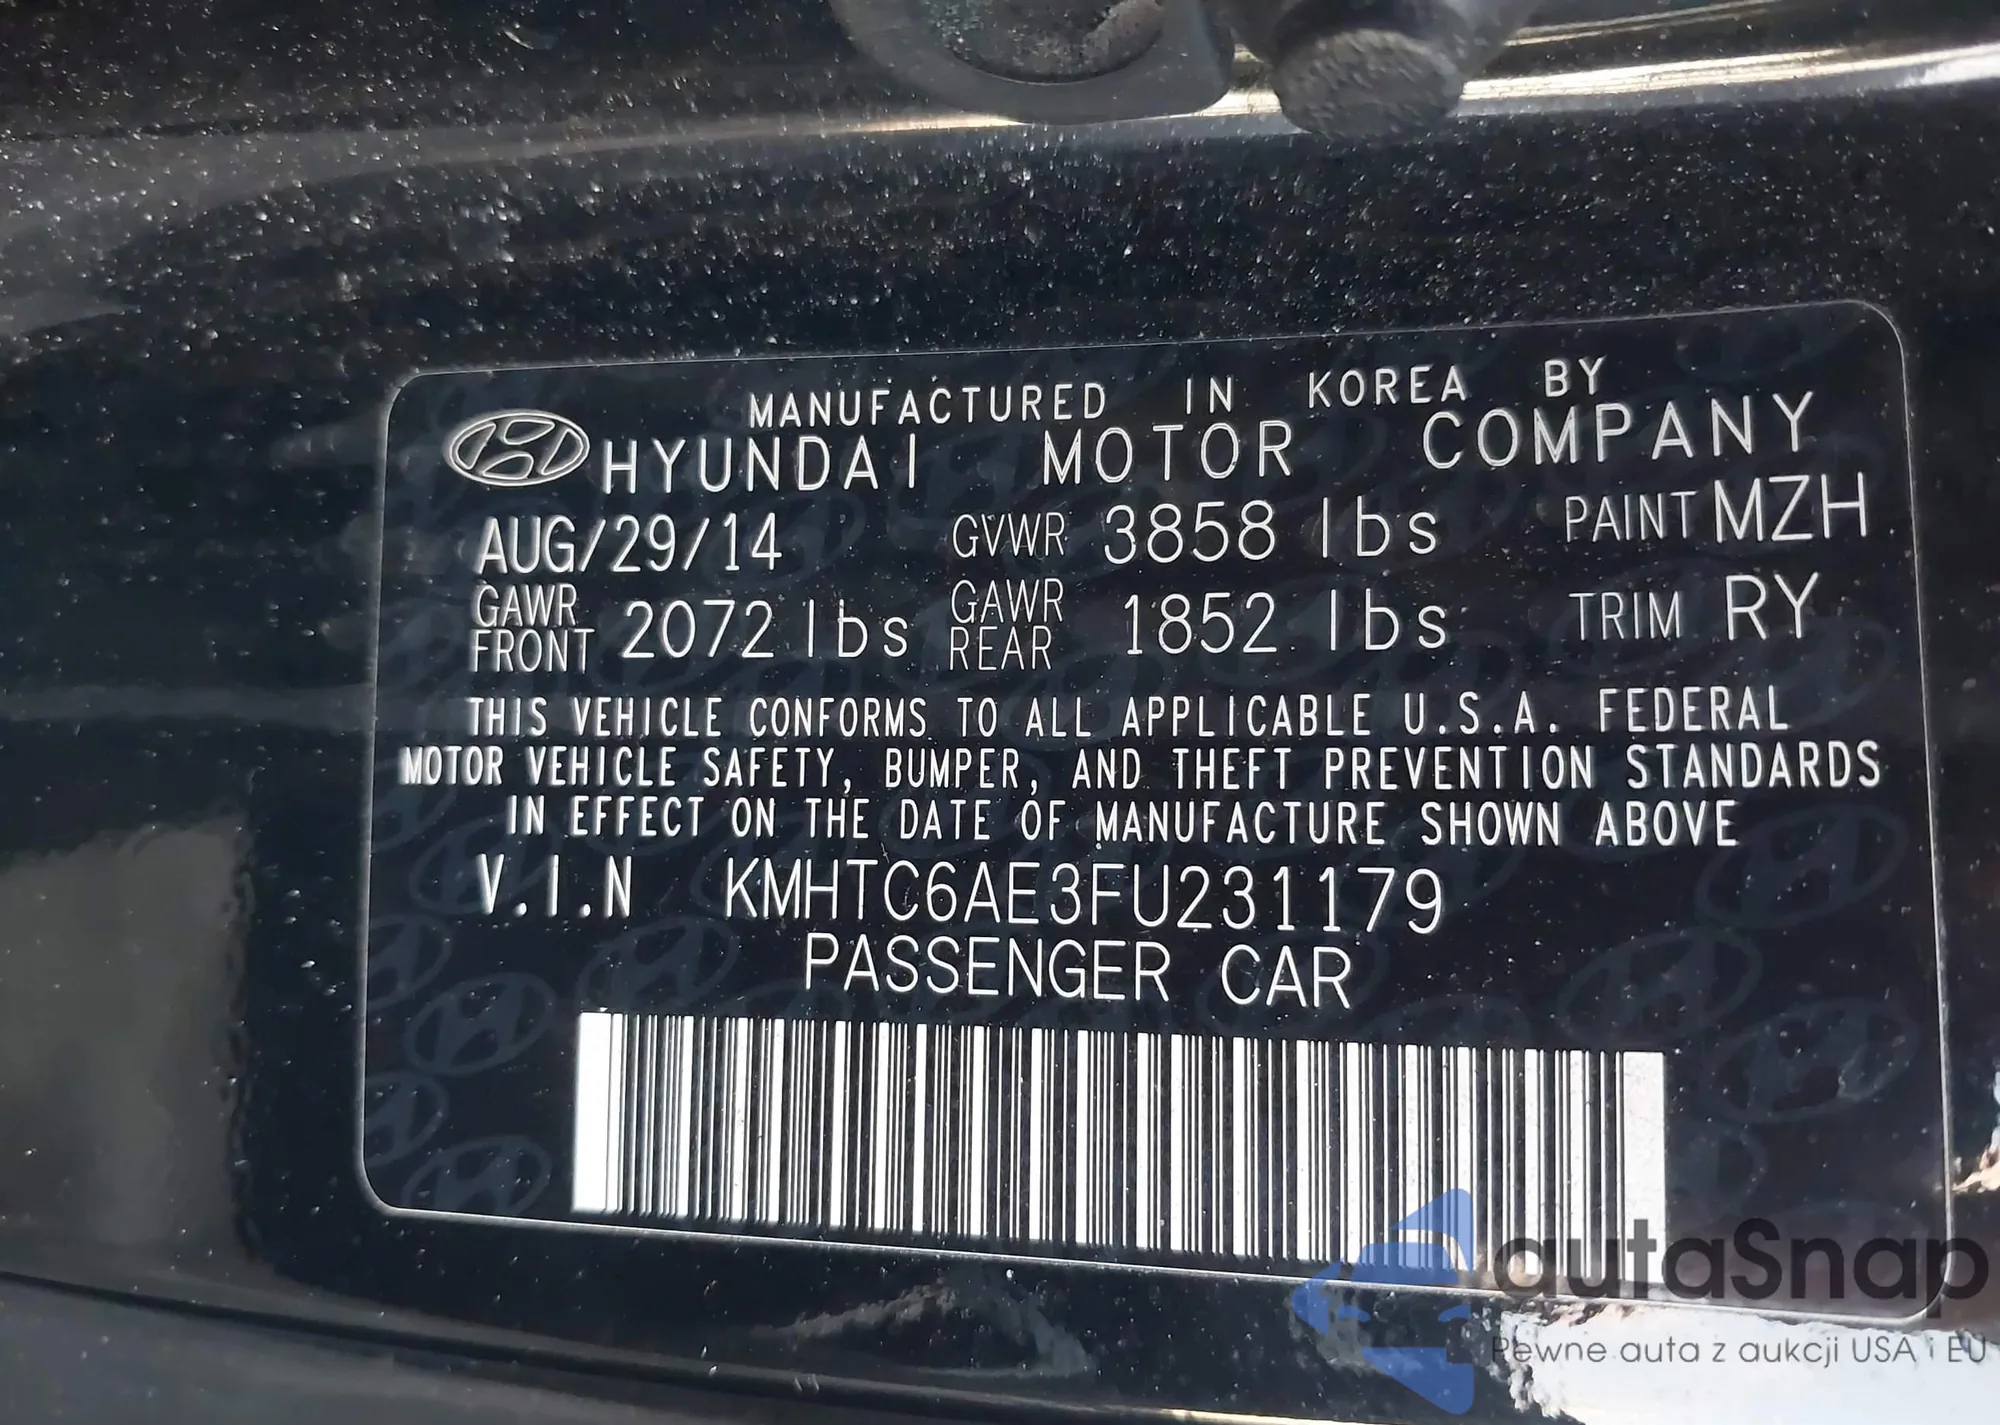 MANUFACTURED IN KOREA BY
HYUNDAI MOTOR COMPANY
AUG/29/14 GVWR 3858 lbs PAINT MZH
GAWR FRONT 2072 lbs GAWR REAR 1852 lbs TRIM RY
THIS VEHICLE CONFORMS TO ALL APPLICABLE U.S.A. FEDERAL
MOTOR VEHICLE SAFETY, BUMPER, AND THEFT PREVENTION STANDARDS
IN EFFECT ON THE DATE OF MANUFACTURE SHOWN ABOVE
V.I.N KMHTC6AE3FU231179
PASSENGER CAR
autaSnap
Pewne auta z aukcji USA i EU